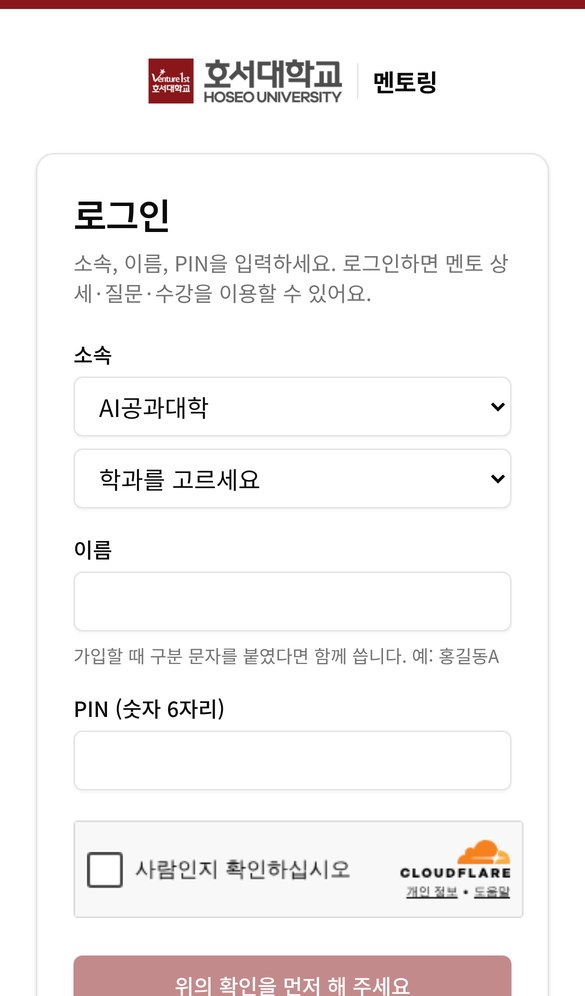 Venture 1st
호서대학교
호서대학교
HOSEO UNIVERSITY
멘토링
로그인
소속, 이름, PIN을 입력하세요. 로그인하면 멘토 상
세·질문·수강을 이용할 수 있어요.
소속
AI공과대학
학과를 고르세요
이름
가입할 때 구분 문자를 붙였다면 함께 씁니다. 예: 홍길동A
PIN (숫자 6자리)
사람인지 확인하십시오
CLOUDFLARE
개인 정보 • 도움말
위의 확인을 먼저 해 주세요